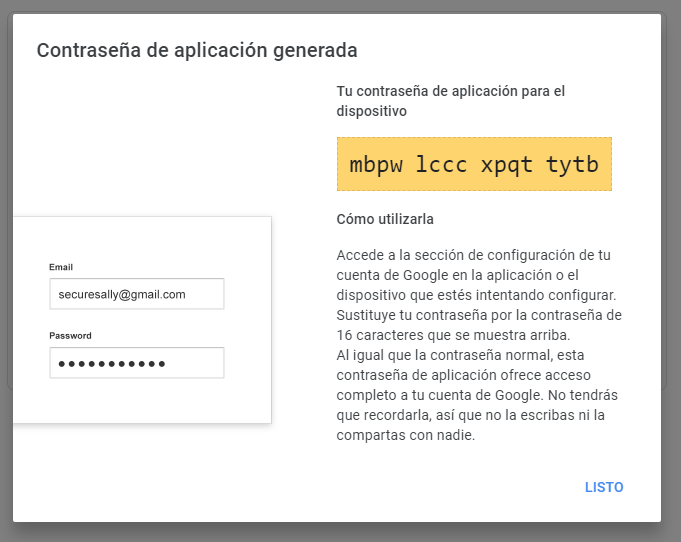 Contraseña de aplicación generada
Tu contraseña de aplicación para el
dispositivo
mbpw lccc xpqt tytb
Cómo utilizarla
Accede a la sección de configuración de tu
cuenta de Google en la aplicación o el
dispositivo que estés intentando configurar.
Sustituye tu contraseña por la contraseña de
16 caracteres que se muestra arriba.
Al igual que la contraseña normal, esta
contraseña de aplicación ofrece acceso
completo a tu cuenta de Google. No tendrás
que recordarla, así que no la escribas ni la
compartas con nadie.
Email
securesally@gmail.com
Password
LISTO